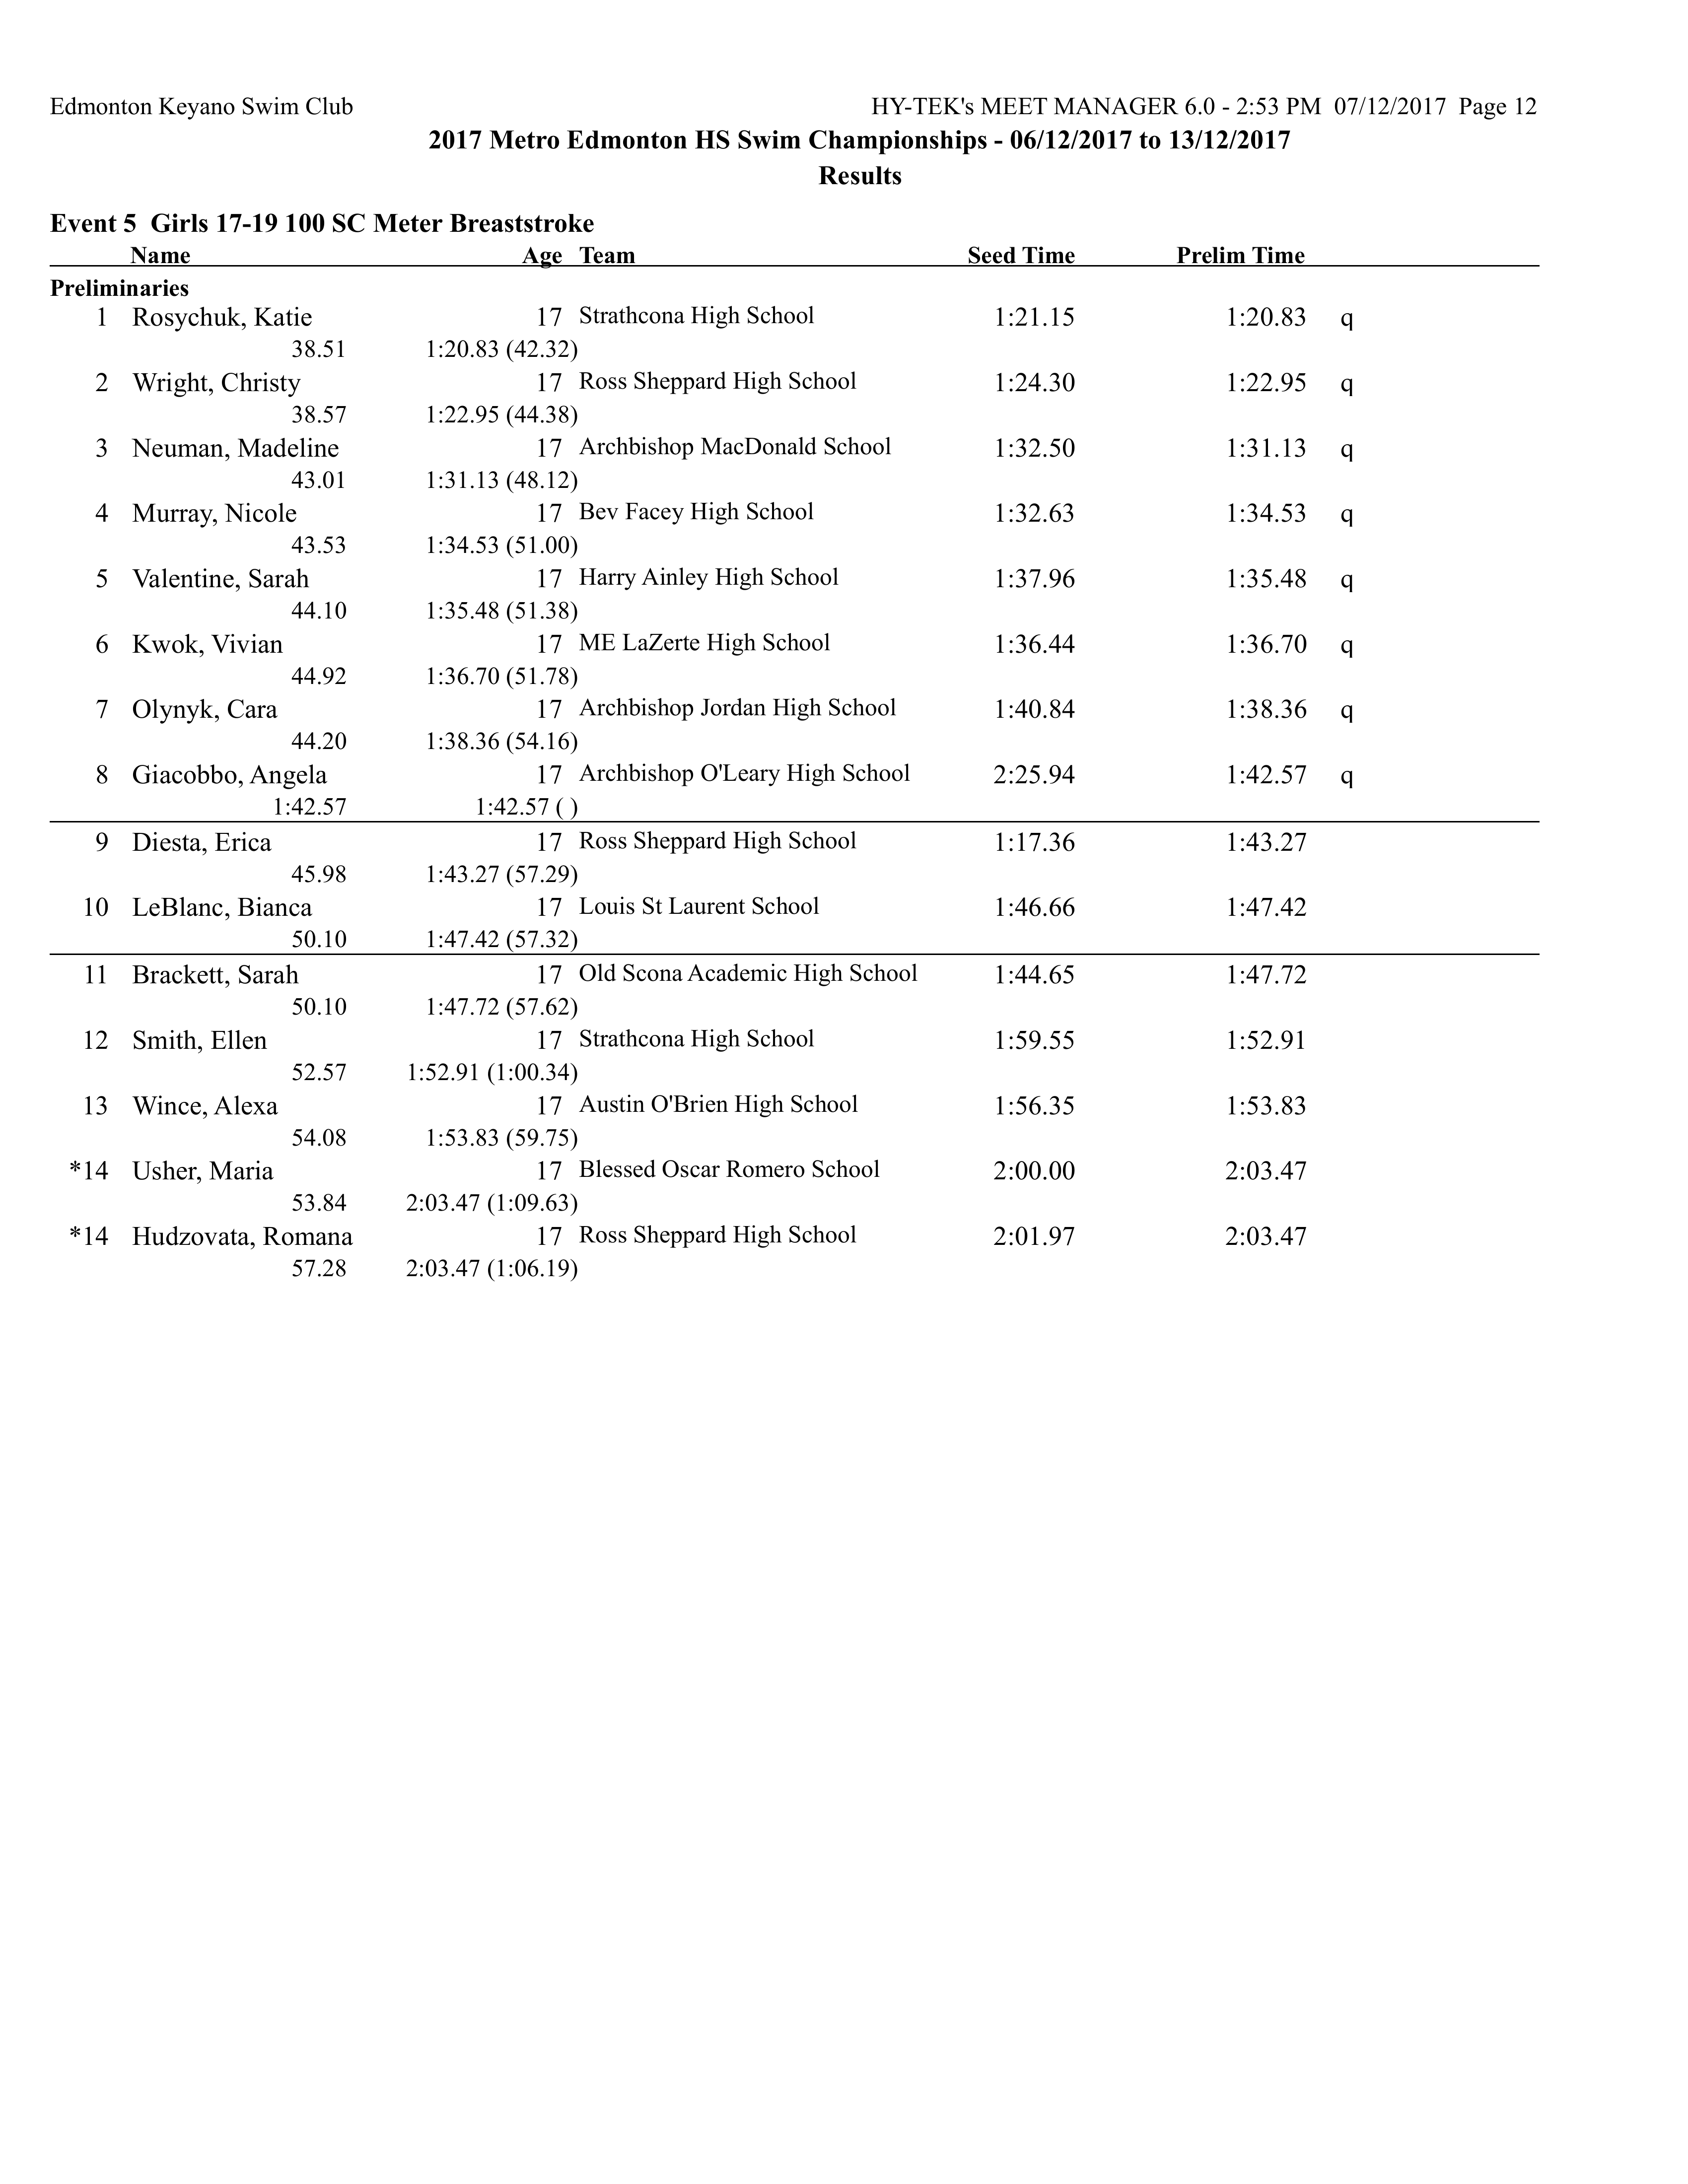 Edmonton Keyano Swim Club HY-TEK's MEET MANAGER 6.0 - 2:53 PM 07/12/2017 Page 12
2017 Metro Edmonton HS Swim Championships - 06/12/2017 to 13/12/2017
Results
Event 5 Girls 17-19 100 SC Meter Breaststroke
Name Age Team Seed Time Prelim Time
Preliminaries
1 Rosychuk, Katie 17 Strathcona High School 1:21.15 1:20.83 q
38.51 1:20.83 (42.32)
2 Wright, Christy 17 Ross Sheppard High School 1:24.30 1:22.95 q
38.57 1:22.95 (44.38)
3 Neuman, Madeline 17 Archbishop MacDonald School 1:32.50 1:31.13 q
43.01 1:31.13 (48.12)
4 Murray, Nicole 17 Bev Facey High School 1:32.63 1:34.53 q
43.53 1:34.53 (51.00)
5 Valentine, Sarah 17 Harry Ainley High School 1:37.96 1:35.48 q
44.10 1:35.48 (51.38)
6 Kwok, Vivian 17 ME LaZerte High School 1:36.44 1:36.70 q
44.92 1:36.70 (51.78)
7 Olynyk, Cara 17 Archbishop Jordan High School 1:40.84 1:38.36 q
44.20 1:38.36 (54.16)
8 Giacobbo, Angela 17 Archbishop O'Leary High School 2:25.94 1:42.57 q
1:42.57 1:42.57 ( )
9 Diesta, Erica 17 Ross Sheppard High School 1:17.36 1:43.27
45.98 1:43.27 (57.29)
10 LeBlanc, Bianca 17 Louis St Laurent School 1:46.66 1:47.42
50.10 1:47.42 (57.32)
11 Brackett, Sarah 17 Old Scona Academic High School 1:44.65 1:47.72
50.10 1:47.72 (57.62)
12 Smith, Ellen 17 Strathcona High School 1:59.55 1:52.91
52.57 1:52.91 (1:00.34)
13 Wince, Alexa 17 Austin O'Brien High School 1:56.35 1:53.83
54.08 1:53.83 (59.75)
*14 Usher, Maria 17 Blessed Oscar Romero School 2:00.00 2:03.47
53.84 2:03.47 (1:09.63)
*14 Hudzovata, Romana 17 Ross Sheppard High School 2:01.97 2:03.47
57.28 2:03.47 (1:06.19)